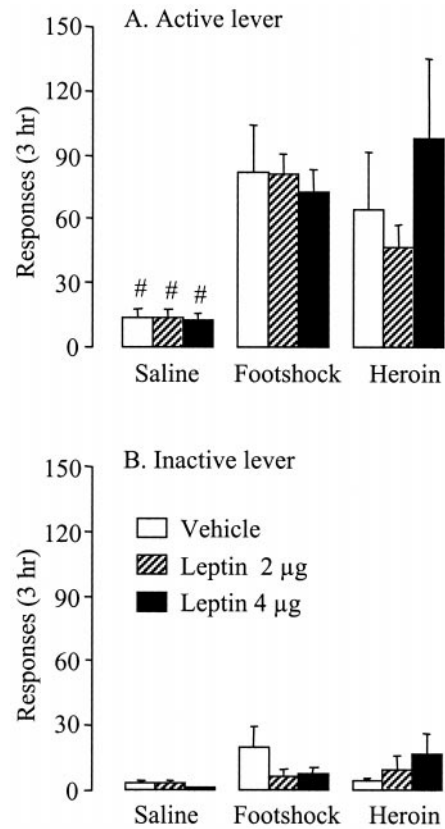 A. Active lever
150
120
90
60
30
0
Responses (3 hr)
# # #
Saline Footshock Heroin
B. Inactive lever
150
120
90
60
30
0
Responses (3 hr)
Vehicle
Leptin 2 µg
Leptin 4 µg
Saline Footshock Heroin